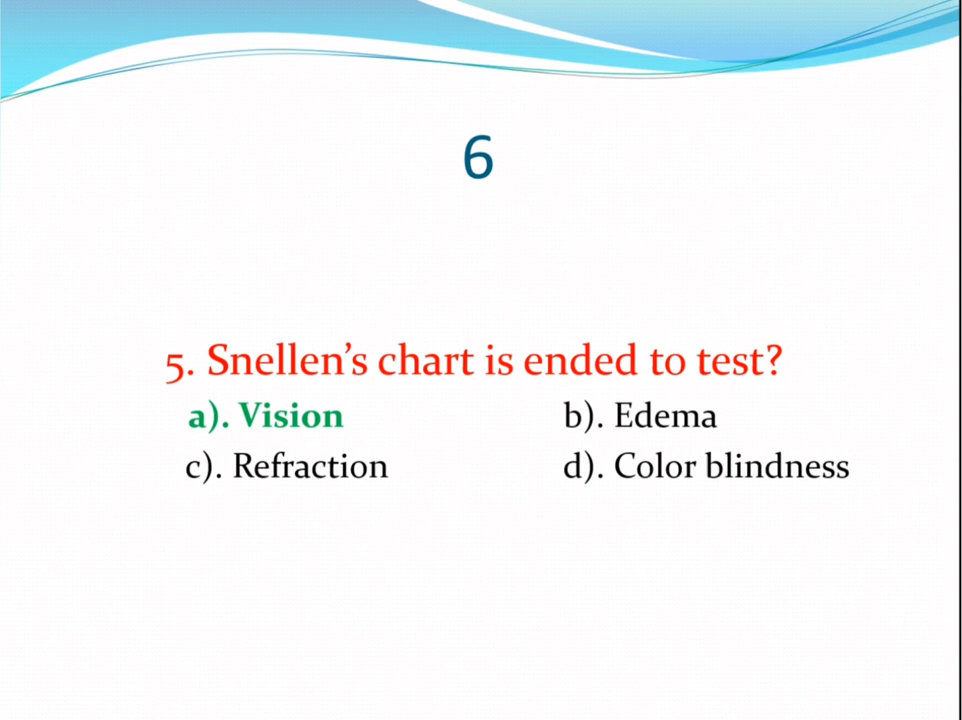 6
5. Snellen's chart is ended to test?
a). Vision b). Edema
c). Refraction d). Color blindness